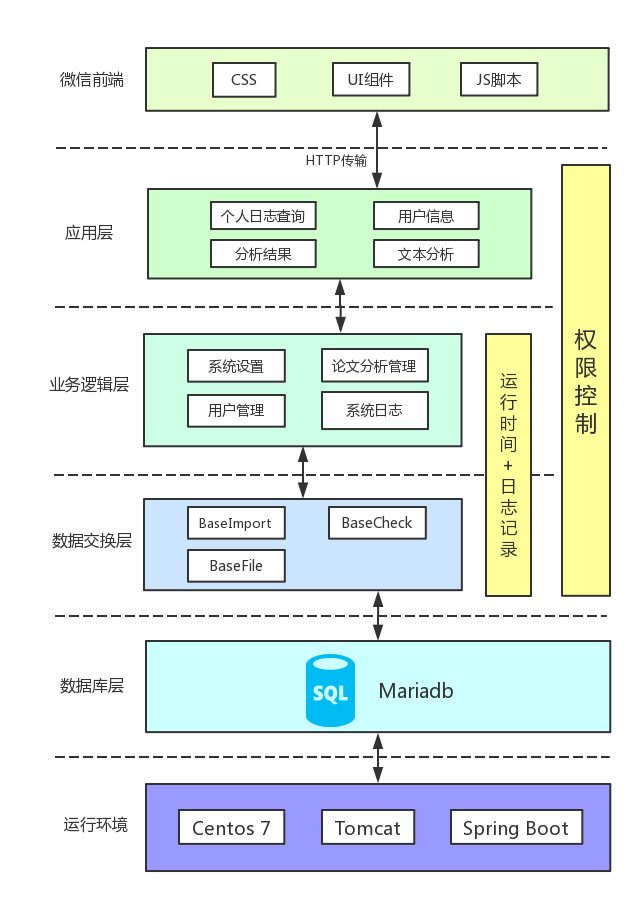 微信前端
CSS
UI组件
JS脚本
HTTP传输
应用层
个人日志查询
用户信息
分析结果
文本分析
权限控制
业务逻辑层
系统设置
论文分析管理
用户管理
系统日志
运行时间+日志记录
数据交换层
BaseImport
BaseCheck
BaseFile
数据库层
SQL
Mariadb
运行环境
Centos 7
Tomcat
Spring Boot